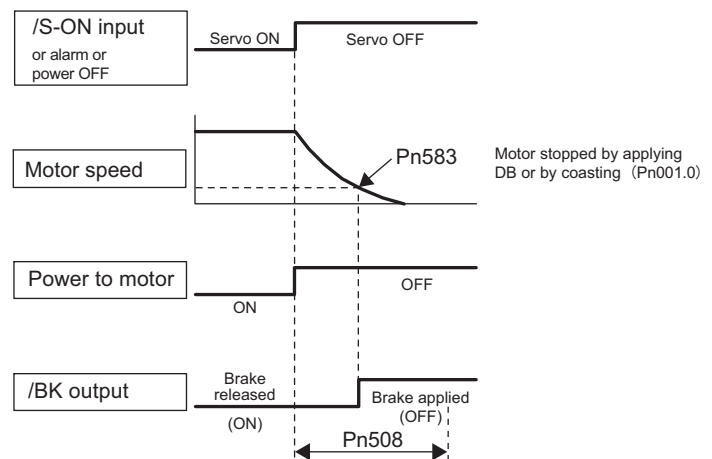 /S-ON input
or alarm or
power OFF
Servo ON
Servo OFF
Motor speed
Pn583
Motor stopped by applying
DB or by coasting (Pn001.0)
Power to motor
ON
OFF
/BK output
Brake
released
(ON)
Brake applied
(OFF)
Pn508